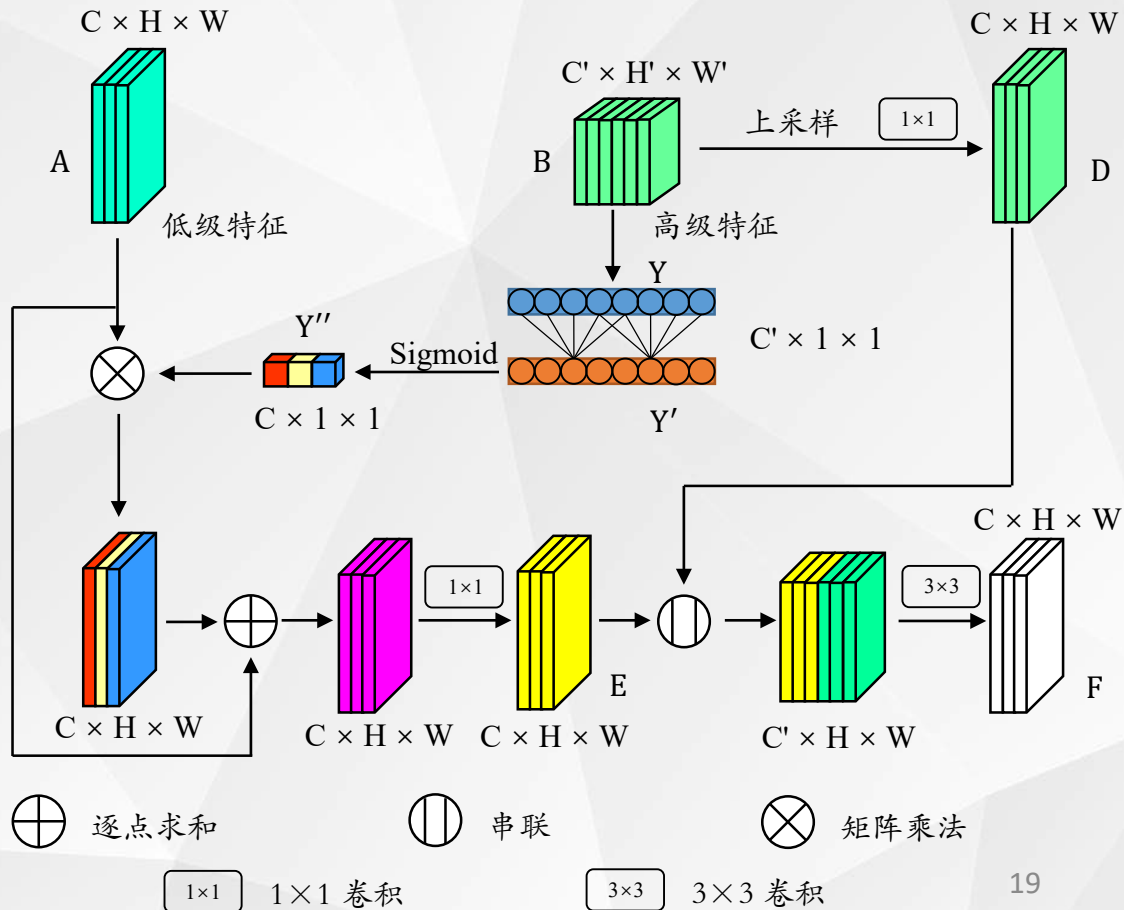 C × H × W
C' × H' × W'
C × H × W
A
B
上采样
1×1
D
低级特征
高级特征
Y
Y''
Sigmoid
C' × 1 × 1
C × 1 × 1
Y'
C × H × W
1×1
3×3
E
F
C × H × W
C × H × W
C × H × W
C' × H × W
逐点求和
串联
矩阵乘法
1×1
1×1 卷积
3×3
3×3 卷积
19